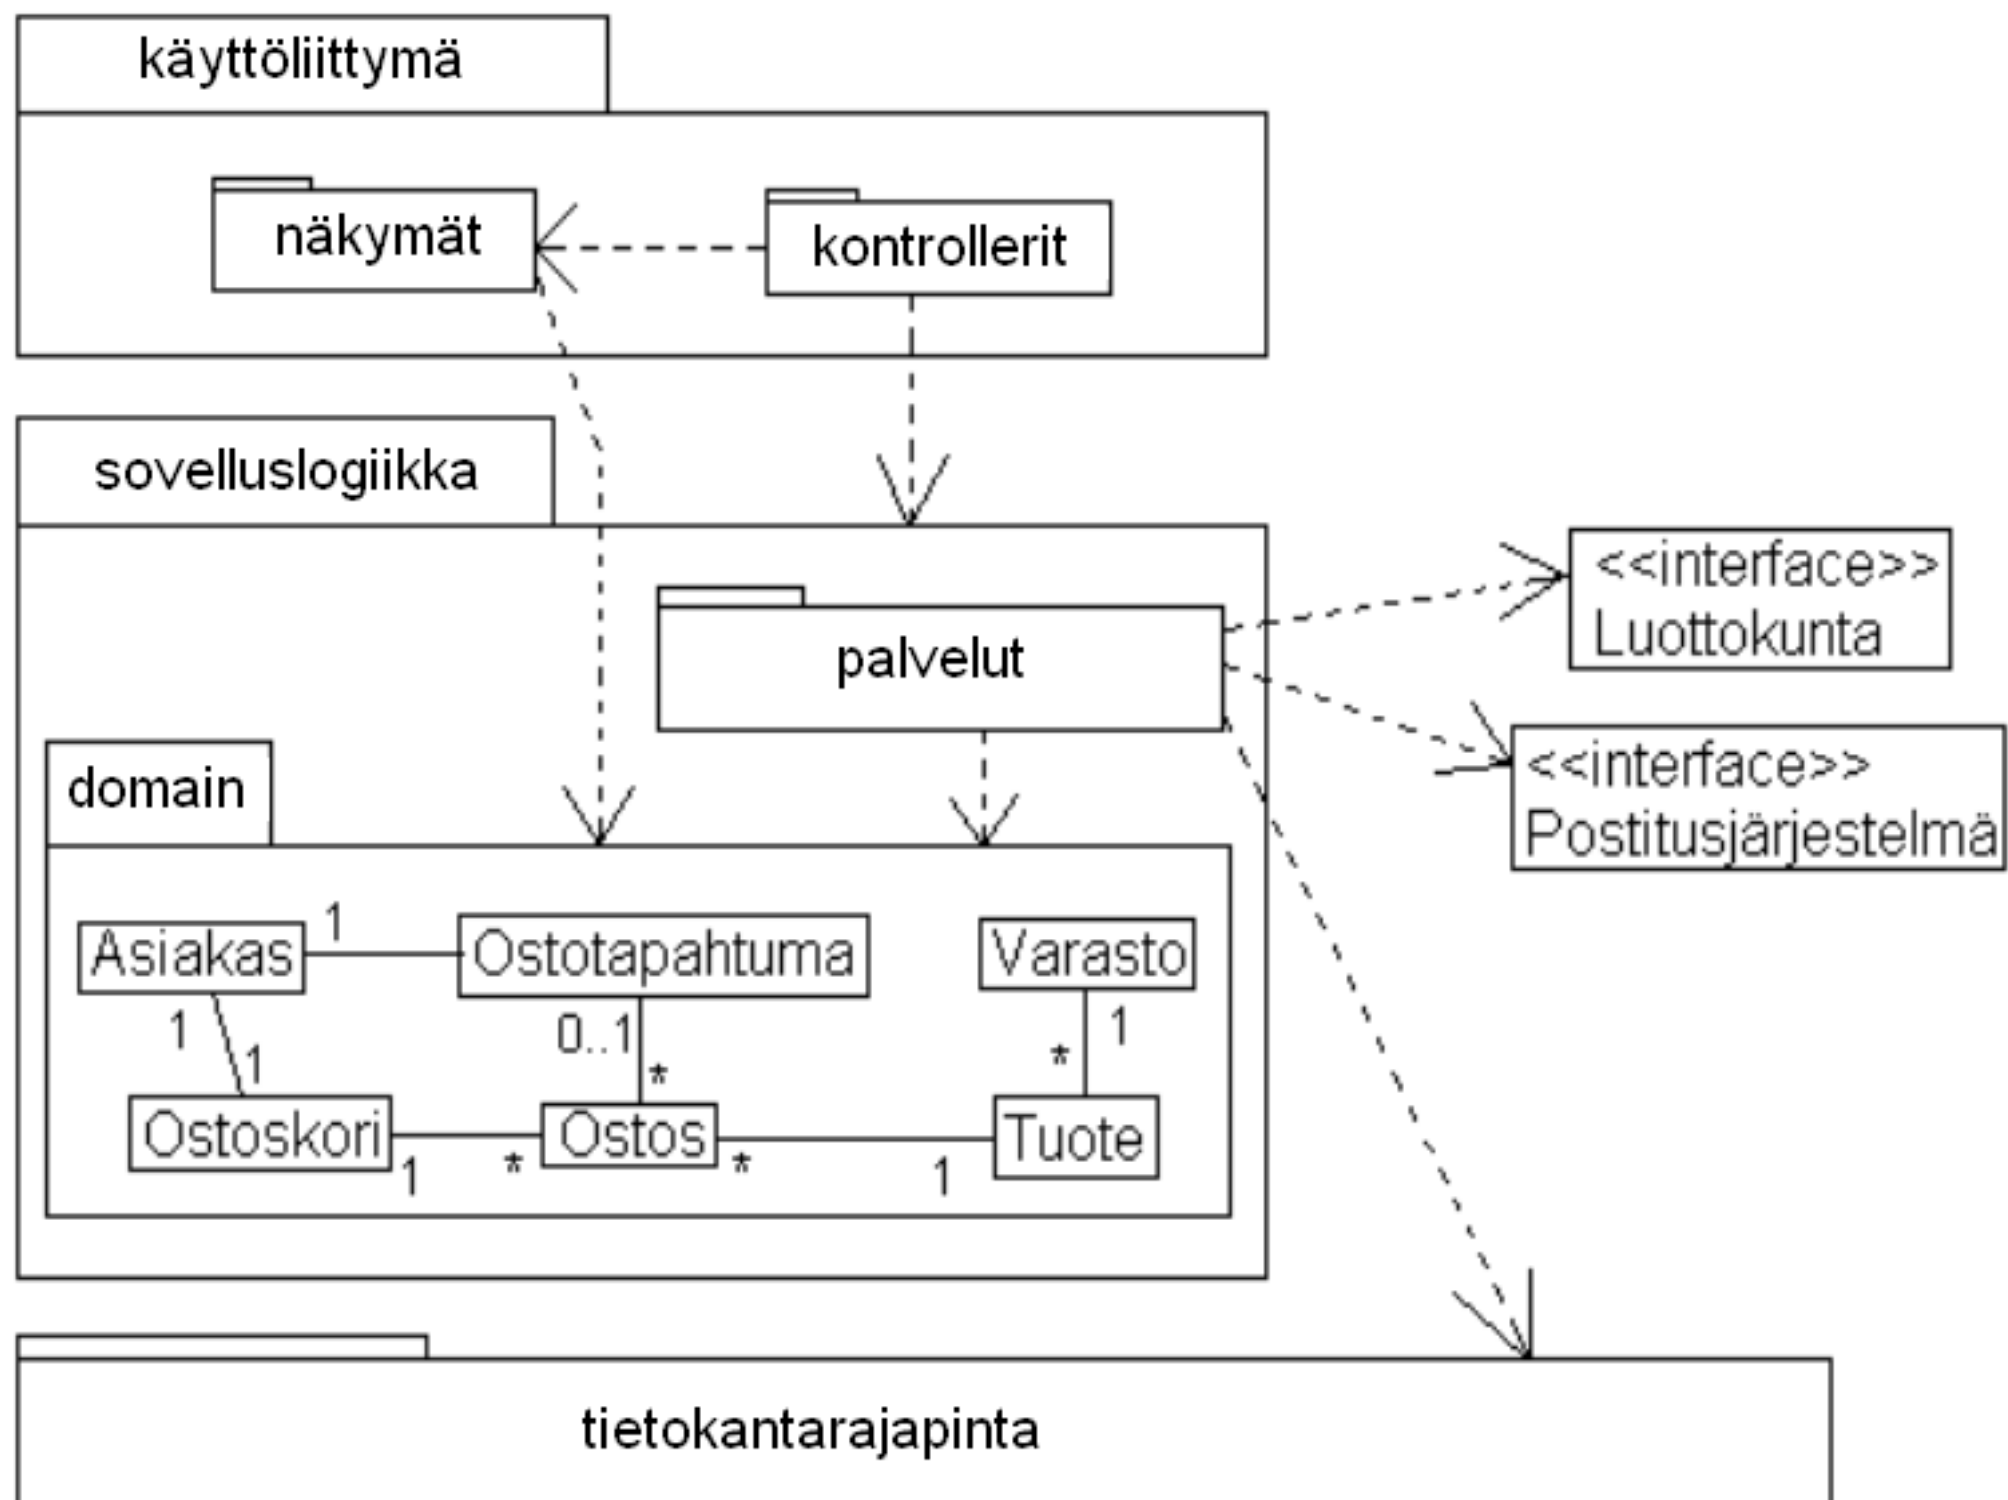 käyttöliittymä
näkymät
kontrollerit
sovelluslogiikka
palvelut
<<interface>>
Luottokunta
<<interface>>
Postitusjärjestelmä
domain
Asiakas
1
Ostotapahtuma
Varasto
1
1
0..1
*
*
1
Ostoskori
1
*
Ostos
*
1
Tuote
tietokantarajapinta